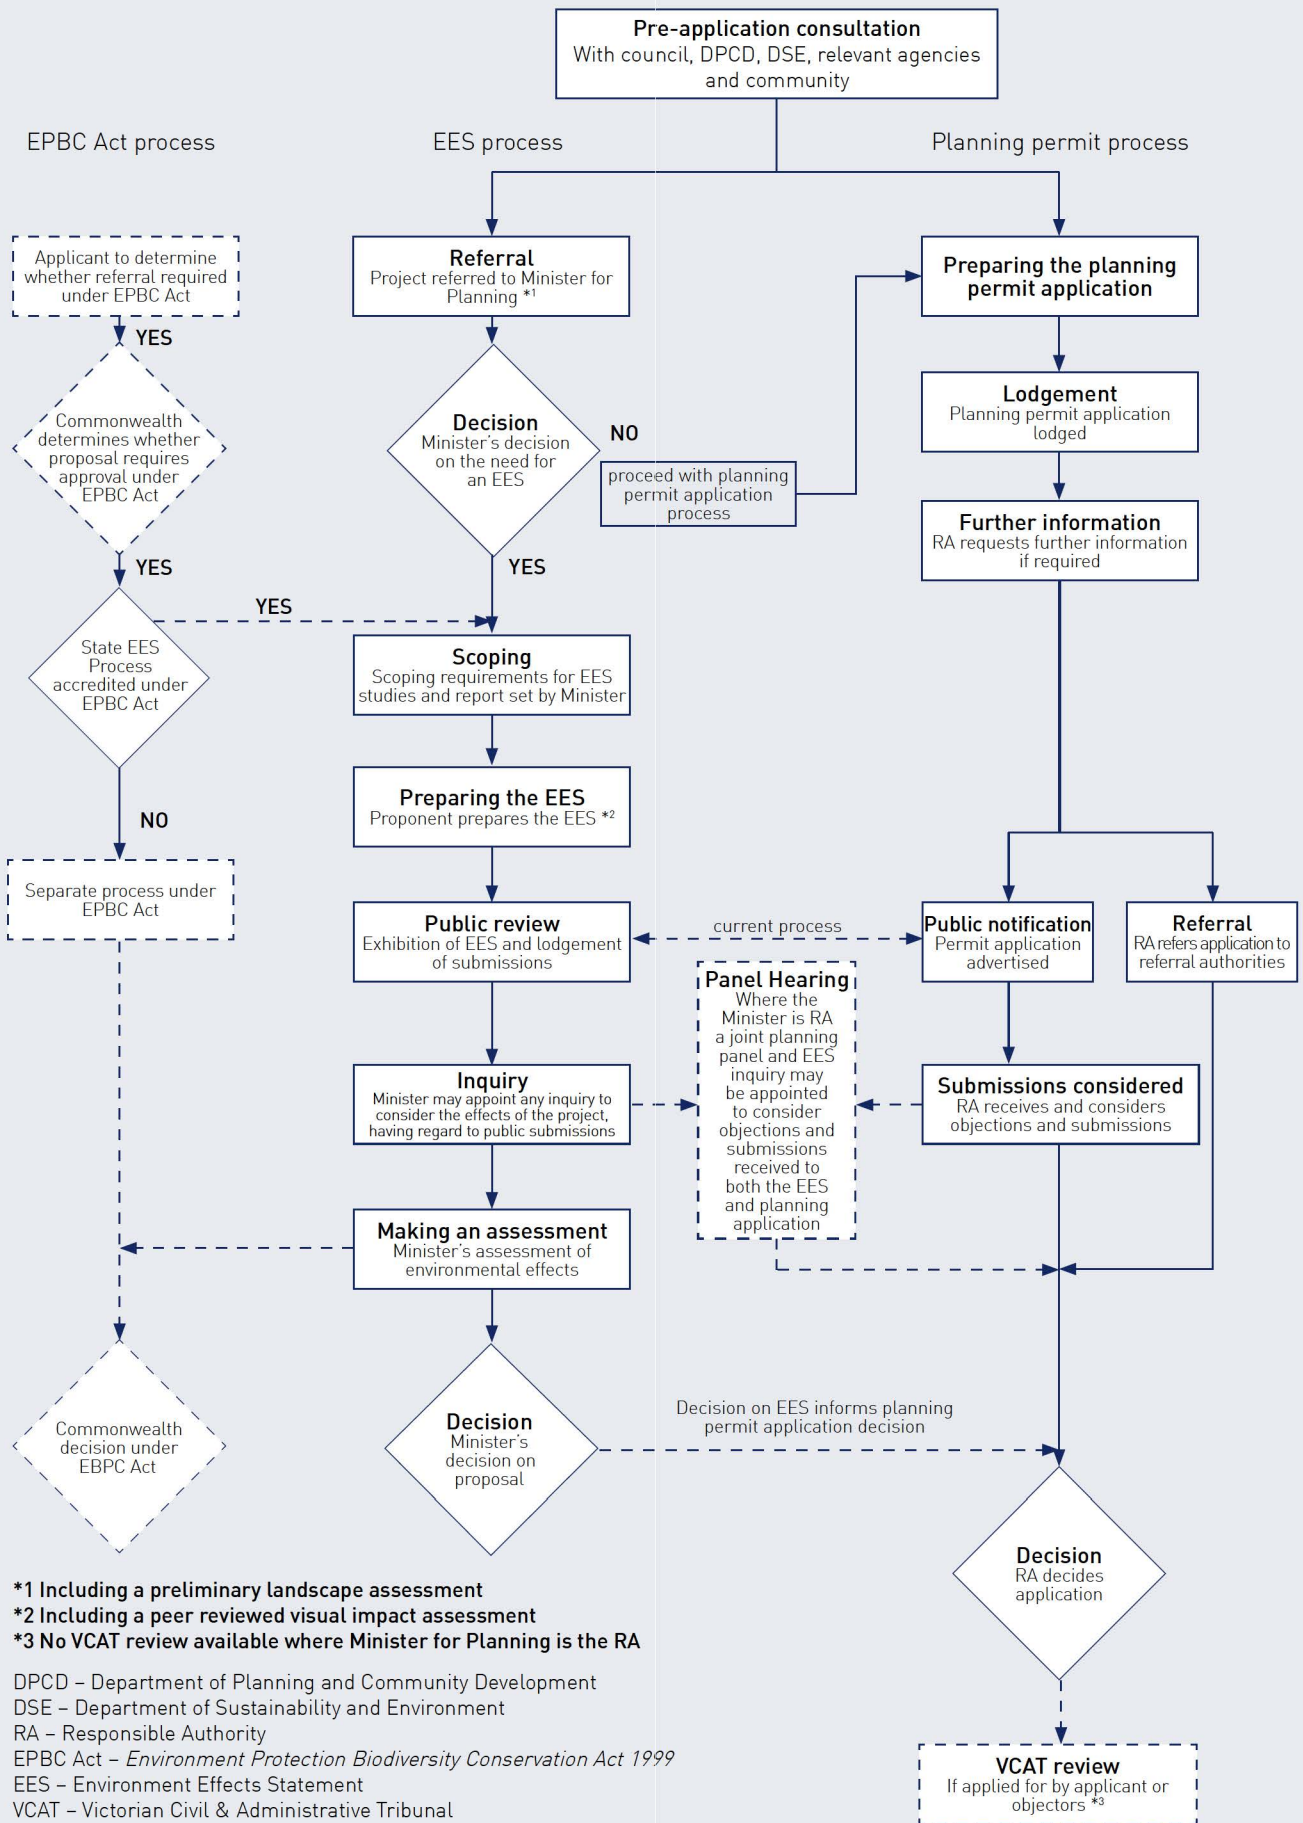 Pre-application consultation
With council, DPCD, DSE, relevant agencies
and community
EPBC Act process
EES process
Planning permit process
Applicant to determine
whether referral required
under EPBC Act
YES
Commonwealth
determines whether
proposal requires
approval under
EPBC Act
YES
State EES
Process
accredited under
EPBC Act
YES
NO
Separate process under
EPBC Act
Commonwealth
decision under
EBPC Act
Referral
Project referred to Minister for
Planning *1
Decision
Minister's decision
on the need for
an EES
NO
proceed with planning
permit application
process
YES
Scoping
Scoping requirements for EES
studies and report set by Minister
Preparing the EES
Proponent prepares the EES *2
Public review
Exhibition of EES and lodgement
of submissions
current process
Inquiry
Minister may appoint any inquiry to
consider the effects of the project,
having regard to public submissions
Making an assessment
Minister's assessment of
environmental effects
Decision
Minister's
decision on
proposal
Panel Hearing
Where the
Minister is RA
a joint planning
panel and EES
inquiry may
be appointed
to consider
objections and
submissions
received to
both the EES
and planning
application
Decision on EES informs planning
permit application decision
Preparing the planning
permit application
Lodgement
Planning permit application
lodged
Further information
RA requests further information
if required
Public notification
Permit application
advertised
Referral
RA refers application to
referral authorities
Submissions considered
RA receives and considers
objections and submissions
Decision
RA decides
application
VCAT review
If applied for by applicant or
objectors *3
*1 Including a preliminary landscape assessment
*2 Including a peer reviewed visual impact assessment
*3 No VCAT review available where Minister for Planning is the RA
DPCD – Department of Planning and Community Development
DSE – Department of Sustainability and Environment
RA – Responsible Authority
EPBC Act – Environment Protection Biodiversity Conservation Act 1999
EES – Environment Effects Statement
VCAT – Victorian Civil & Administrative Tribunal